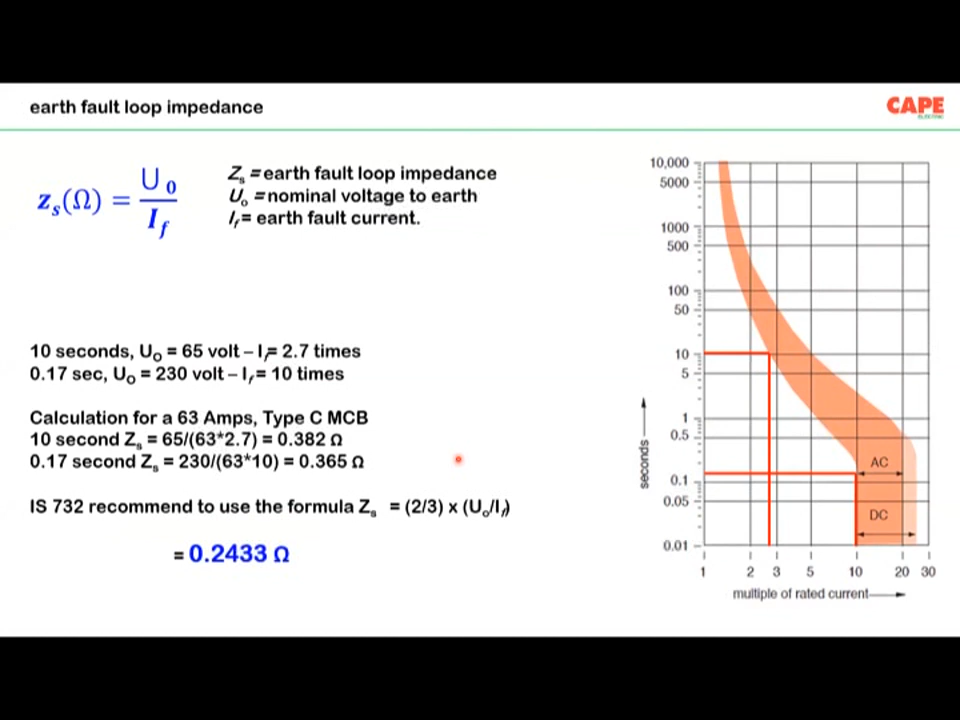 earth fault loop impedance
CAPE
ELECTRIC
zₛ(Ω) = U₀ / I_f
Zₛ = earth fault loop impedance
Uₒ = nominal voltage to earth
I_f = earth fault current.
10 seconds, Uₒ = 65 volt – I_f = 2.7 times
0.17 sec, Uₒ = 230 volt – I_f = 10 times
Calculation for a 63 Amps, Type C MCB
10 second Zₛ = 65/(63*2.7) = 0.382 Ω
0.17 second Zₛ = 230/(63*10) = 0.365 Ω
IS 732 recommend to use the formula Zₛ = (2/3) x (Uₒ/I_f)
= 0.2433 Ω
10,000
5000
1000
500
100
50
10
5
1
0.5
0.1
0.05
0.01
seconds
AC
DC
1 2 3 5 10 20 30
multiple of rated current